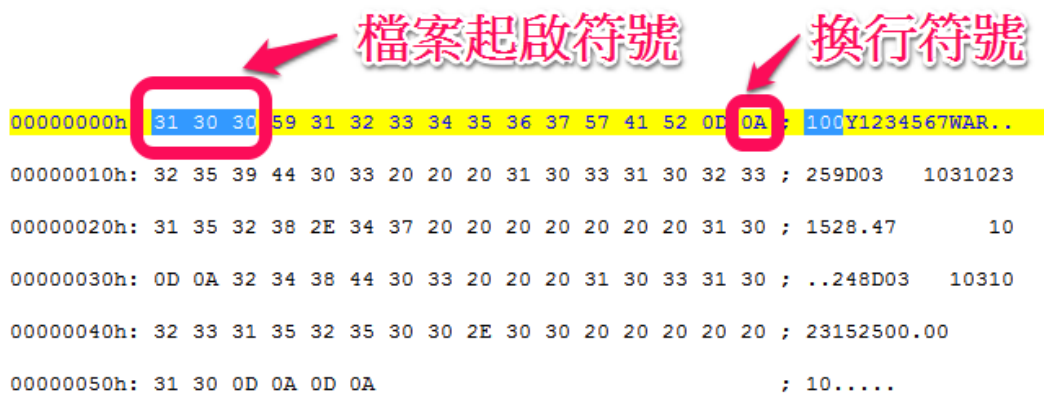 檔案起啟符號 換行符號
00000000h: 31 30 30 59 31 32 33 34 35 36 37 57 41 52 0D 0A ; 100Y1234567WAR..
00000010h: 32 35 39 44 30 33 20 20 20 31 30 33 31 30 32 33 ; 259D03   1031023
00000020h: 31 35 32 38 2E 34 37 20 20 20 20 20 20 20 31 30 ; 1528.47       10
00000030h: 0D 0A 32 34 38 44 30 33 20 20 20 31 30 33 31 30 ; ..248D03   10310
00000040h: 32 33 31 35 32 35 30 30 2E 30 30 20 20 20 20 20 ; 23152500.00
00000050h: 31 30 0D 0A 0D 0A ; 10.....